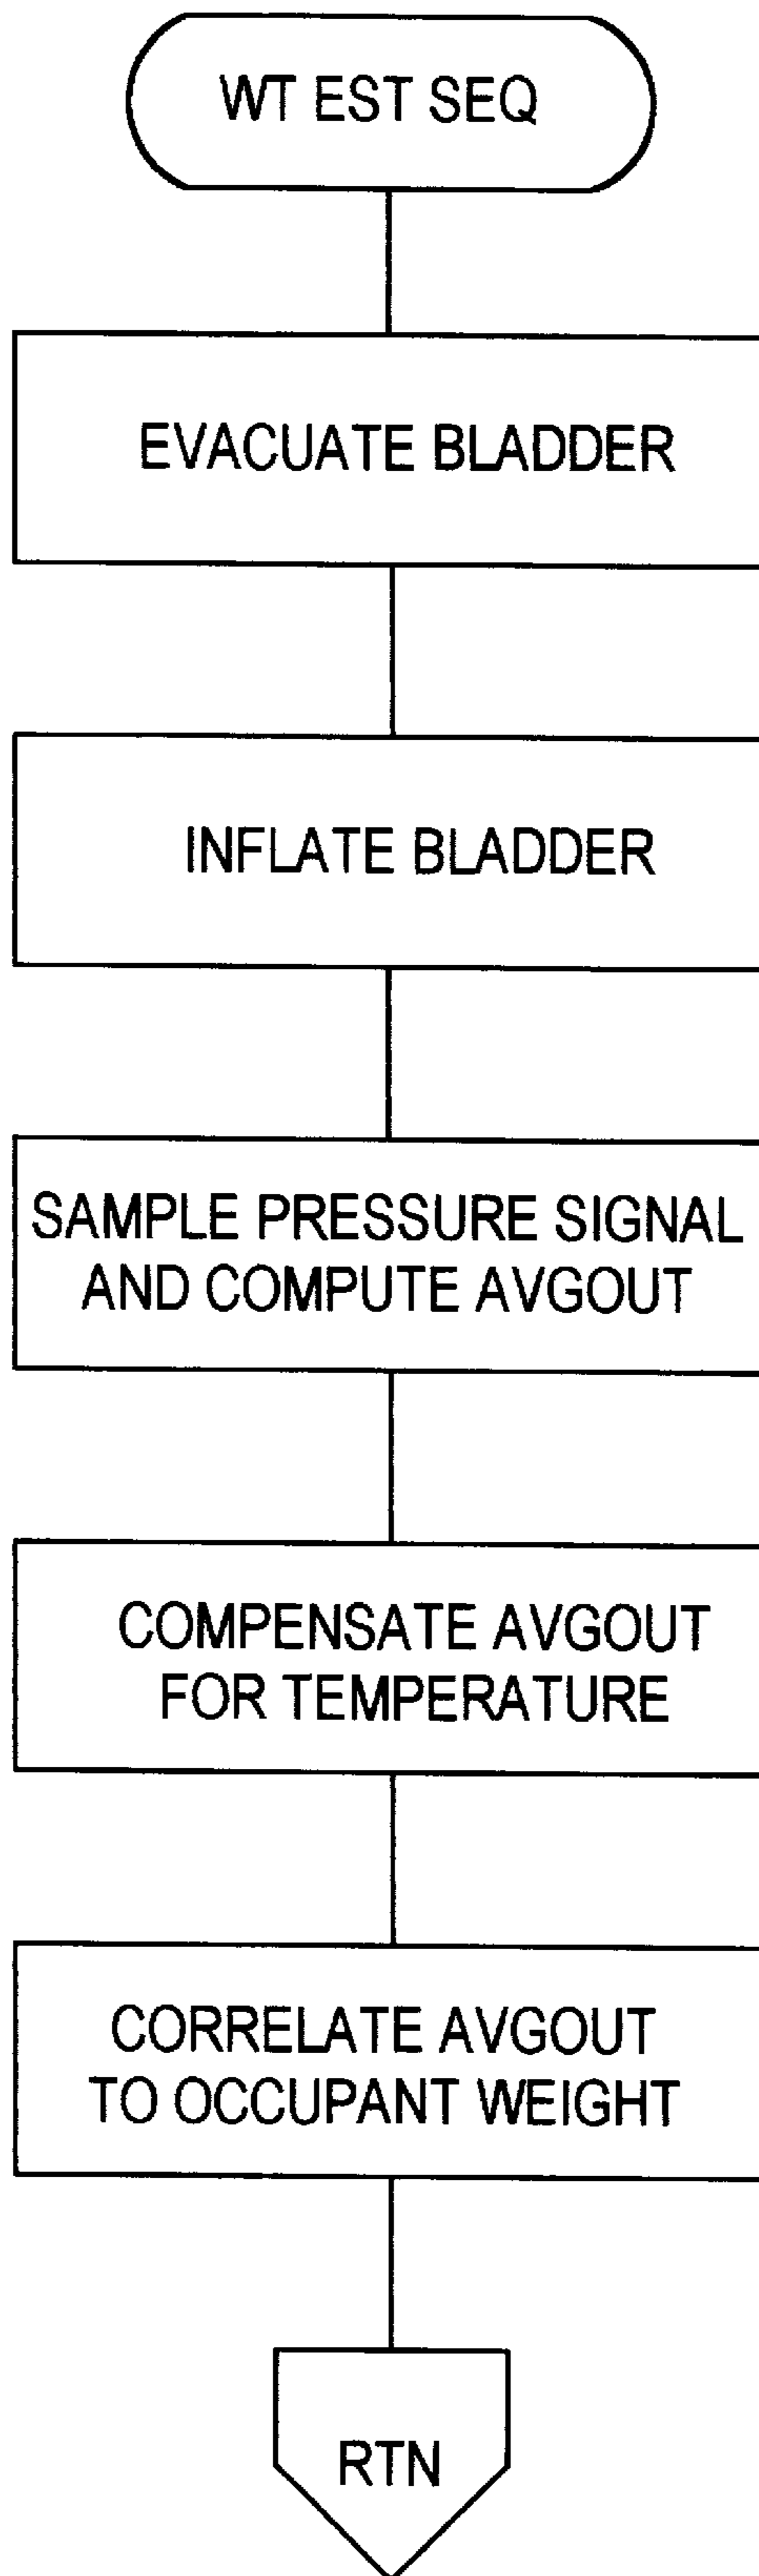 WT EST SEQ
EVACUATE BLADDER
INFLATE BLADDER
SAMPLE PRESSURE SIGNAL
AND COMPUTE AVGOUT
COMPENSATE AVGOUT
FOR TEMPERATURE
CORRELATE AVGOUT
TO OCCUPANT WEIGHT
RTN